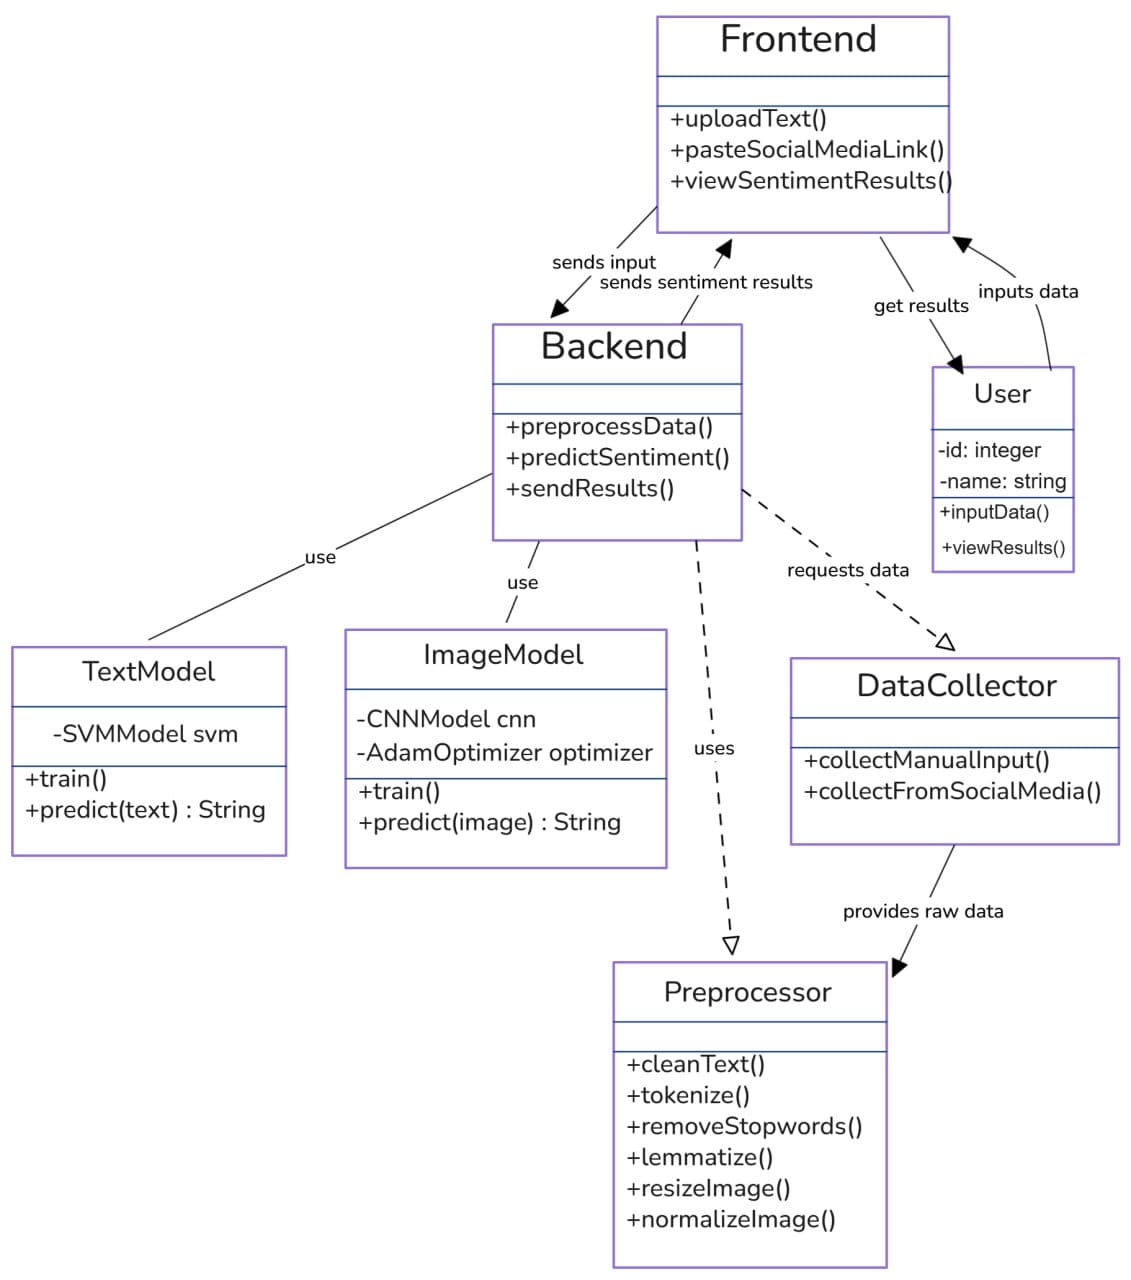 Frontend
+uploadText()
+pasteSocialMediaLink()
+viewSentimentResults()
sends input
sends sentiment results
get results
inputs data
Backend
+preprocessData()
+predictSentiment()
+sendResults()
User
-id: integer
-name: string
+inputData()
+viewResults()
use
use
requests data
TextModel
-SVMModel svm
+train()
+predict(text) : String
ImageModel
-CNNModel cnn
-AdamOptimizer optimizer
+train()
+predict(image) : String
uses
DataCollector
+collectManualInput()
+collectFromSocialMedia()
provides raw data
Preprocessor
+cleanText()
+tokenize()
+removeStopwords()
+lemmatize()
+resizeImage()
+normalizeImage()